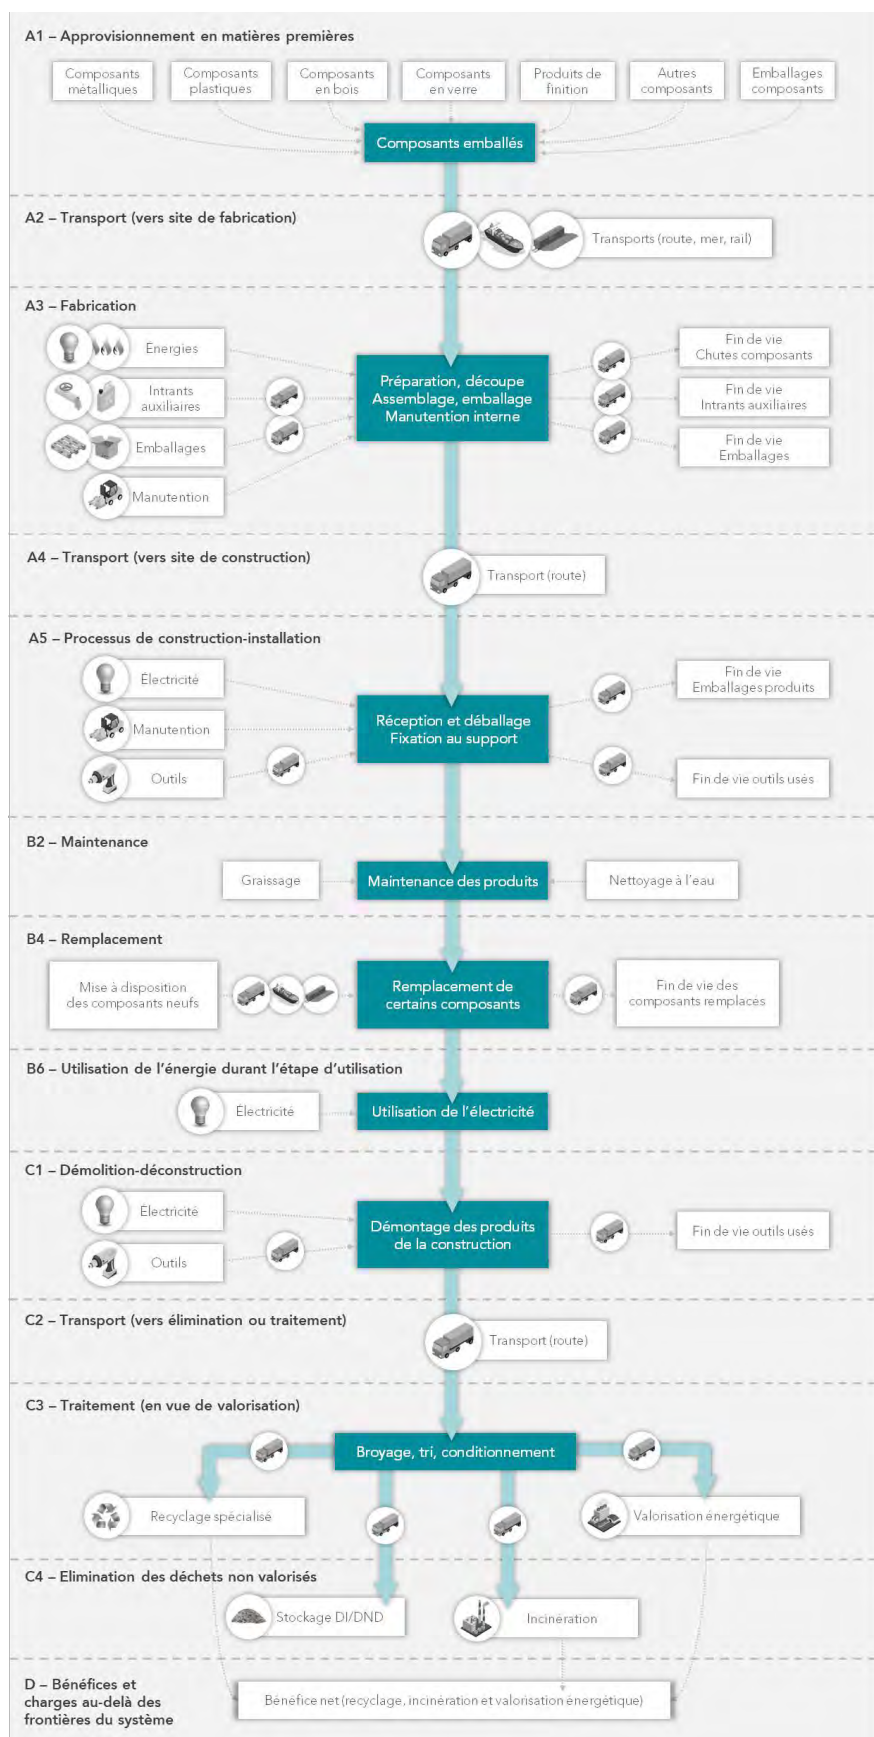 A1 – Approvisionnement en matières premières
Composants
métalliques
Composants
plastiques
Composants
en bois
Composants
en verre
Produits de
finition
Autres
composants
Emballages
composants
Composants emballés
A2 – Transport (vers site de fabrication)
Transports (route, mer, rail)
A3 – Fabrication
Énergies
Intrants
auxiliaires
Emballages
Manutention
Préparation, découpe
Assemblage, emballage
Manutention interne
Fin de vie
Chutes composants
Fin de vie
Intrants auxiliaires
Fin de vie
Emballages
A4 – Transport (vers site de construction)
Transport (route)
A5 – Processus de construction-installation
Électricité
Manutention
Outils
Réception et déballage
Fixation au support
Fin de vie
Emballages produits
Fin de vie outils usés
B2 – Maintenance
Graissage
Maintenance des produits
Nettoyage à l'eau
B4 – Remplacement
Mise à disposition
des composants neufs
Remplacement de
certains composants
Fin de vie des
composants remplacés
B6 – Utilisation de l'énergie durant l'étape d'utilisation
Électricité
Utilisation de l'électricité
C1 – Démolition-déconstruction
Électricité
Outils
Démontage des produits
de la construction
Fin de vie outils usés
C2 – Transport (vers élimination ou traitement)
Transport (route)
C3 – Traitement (en vue de valorisation)
Broyage, tri, conditionnement
Recyclage spécialisé
Valorisation énergétique
C4 – Elimination des déchets non valorisés
Stockage DI/DND
Incinération
D – Bénéfices et
charges au-delà des
frontières du système
Bénéfice net (recyclage, incinération et valorisation énergétique)